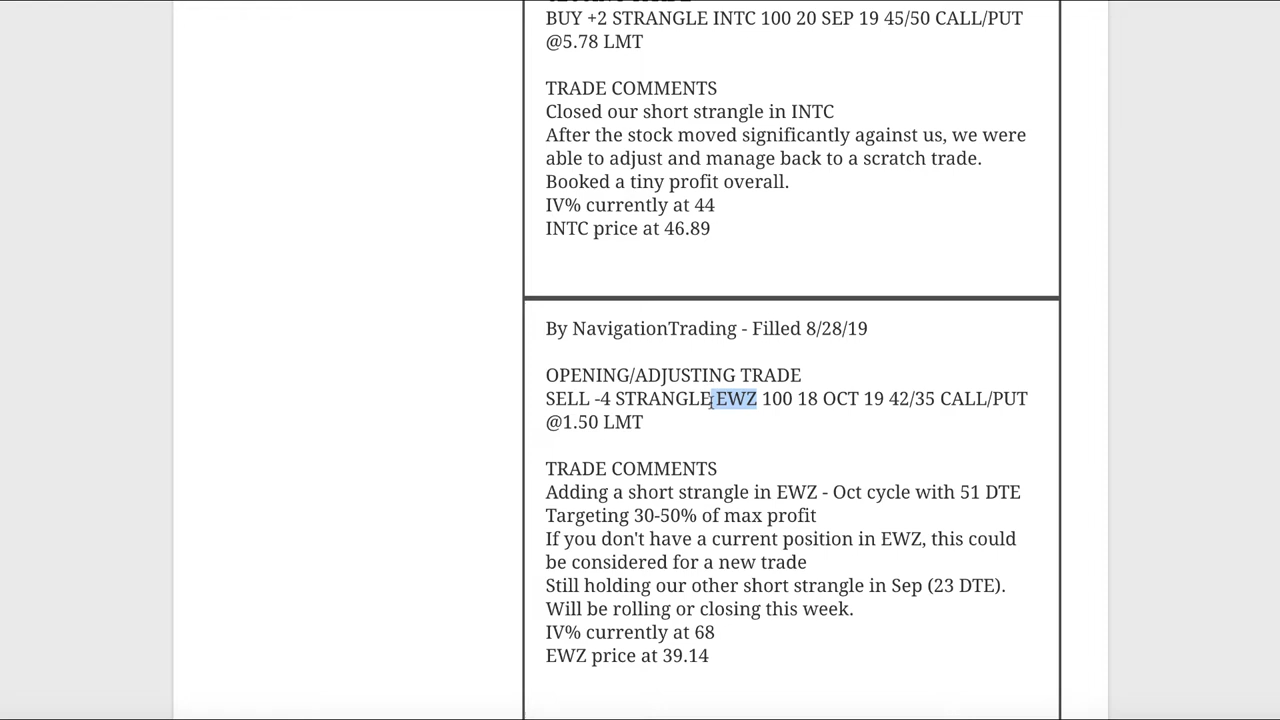 BUY +2 STRANGLE INTC 100 20 SEP 19 45/50 CALL/PUT
@5.78 LMT
TRADE COMMENTS
Closed our short strangle in INTC
After the stock moved significantly against us, we were
able to adjust and manage back to a scratch trade.
Booked a tiny profit overall.
IV% currently at 44
INTC price at 46.89
By NavigationTrading - Filled 8/28/19
OPENING/ADJUSTING TRADE
SELL -4 STRANGLE EWZ 100 18 OCT 19 42/35 CALL/PUT
@1.50 LMT
TRADE COMMENTS
Adding a short strangle in EWZ - Oct cycle with 51 DTE
Targeting 30-50% of max profit
If you don't have a current position in EWZ, this could
be considered for a new trade
Still holding our other short strangle in Sep (23 DTE).
Will be rolling or closing this week.
IV% currently at 68
EWZ price at 39.14